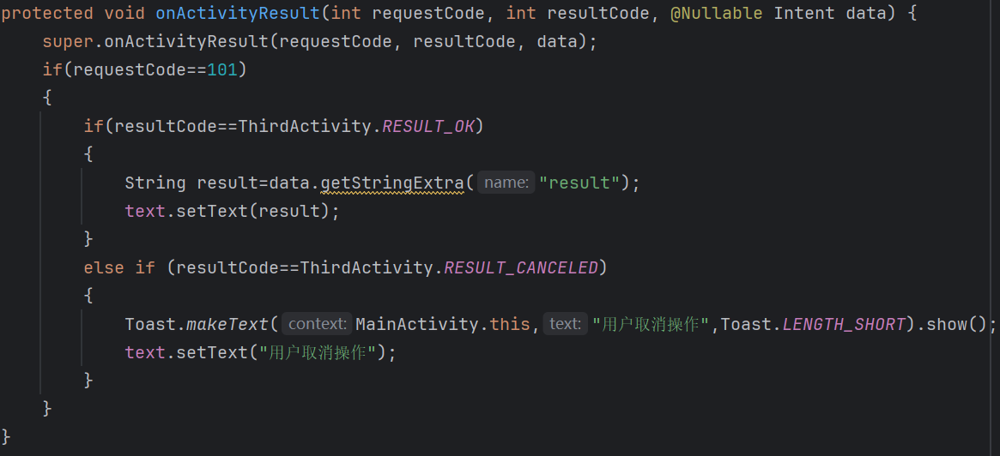 protected void onActivityResult(int requestCode, int resultCode, @Nullable Intent data) {
    super.onActivityResult(requestCode, resultCode, data);
    if(requestCode==101)
    {
        if(resultCode==ThirdActivity.RESULT_OK)
        {
            String result=data.getStringExtra( name: "result");
            text.setText(result);
        }
        else if (resultCode==ThirdActivity.RESULT_CANCELED)
        {
            Toast.makeText( context: MainActivity.this, text: "用户取消操作",Toast.LENGTH_SHORT).show();
            text.setText("用户取消操作");
        }
    }
}